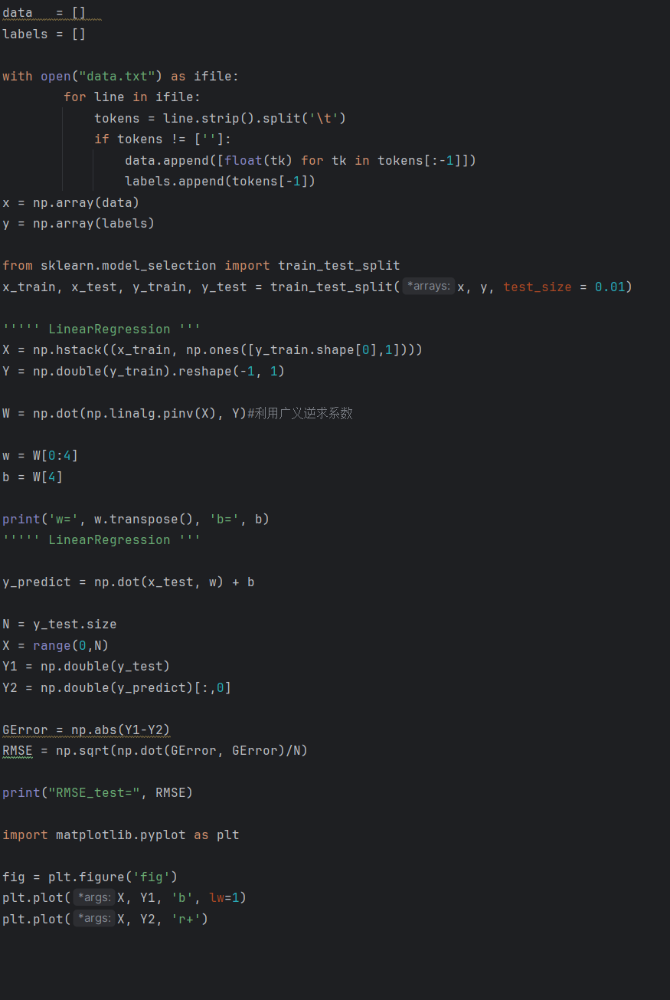 data   = []
labels = []
with open("data.txt") as ifile:
        for line in ifile:
            tokens = line.strip().split('\t')
            if tokens != ['']:
                data.append([float(tk) for tk in tokens[:-1]])
                labels.append(tokens[-1])
x = np.array(data)
y = np.array(labels)
from sklearn.model_selection import train_test_split
x_train, x_test, y_train, y_test = train_test_split( *arrays: x, y, test_size = 0.01)
''''' LinearRegression '''
X = np.hstack((x_train, np.ones([y_train.shape[0],1])))
Y = np.double(y_train).reshape(-1, 1)
W = np.dot(np.linalg.pinv(X), Y)#利用广义逆求系数
w = W[0:4]
b = W[4]
print('w=', w.transpose(), 'b=', b)
''''' LinearRegression '''
y_predict = np.dot(x_test, w) + b
N = y_test.size
X = range(0,N)
Y1 = np.double(y_test)
Y2 = np.double(y_predict)[:,0]
GError = np.abs(Y1-Y2)
RMSE = np.sqrt(np.dot(GError, GError)/N)
print("RMSE_test=", RMSE)
import matplotlib.pyplot as plt
fig = plt.figure('fig')
plt.plot( *args: X, Y1, 'b', lw=1)
plt.plot( *args: X, Y2, 'r+')